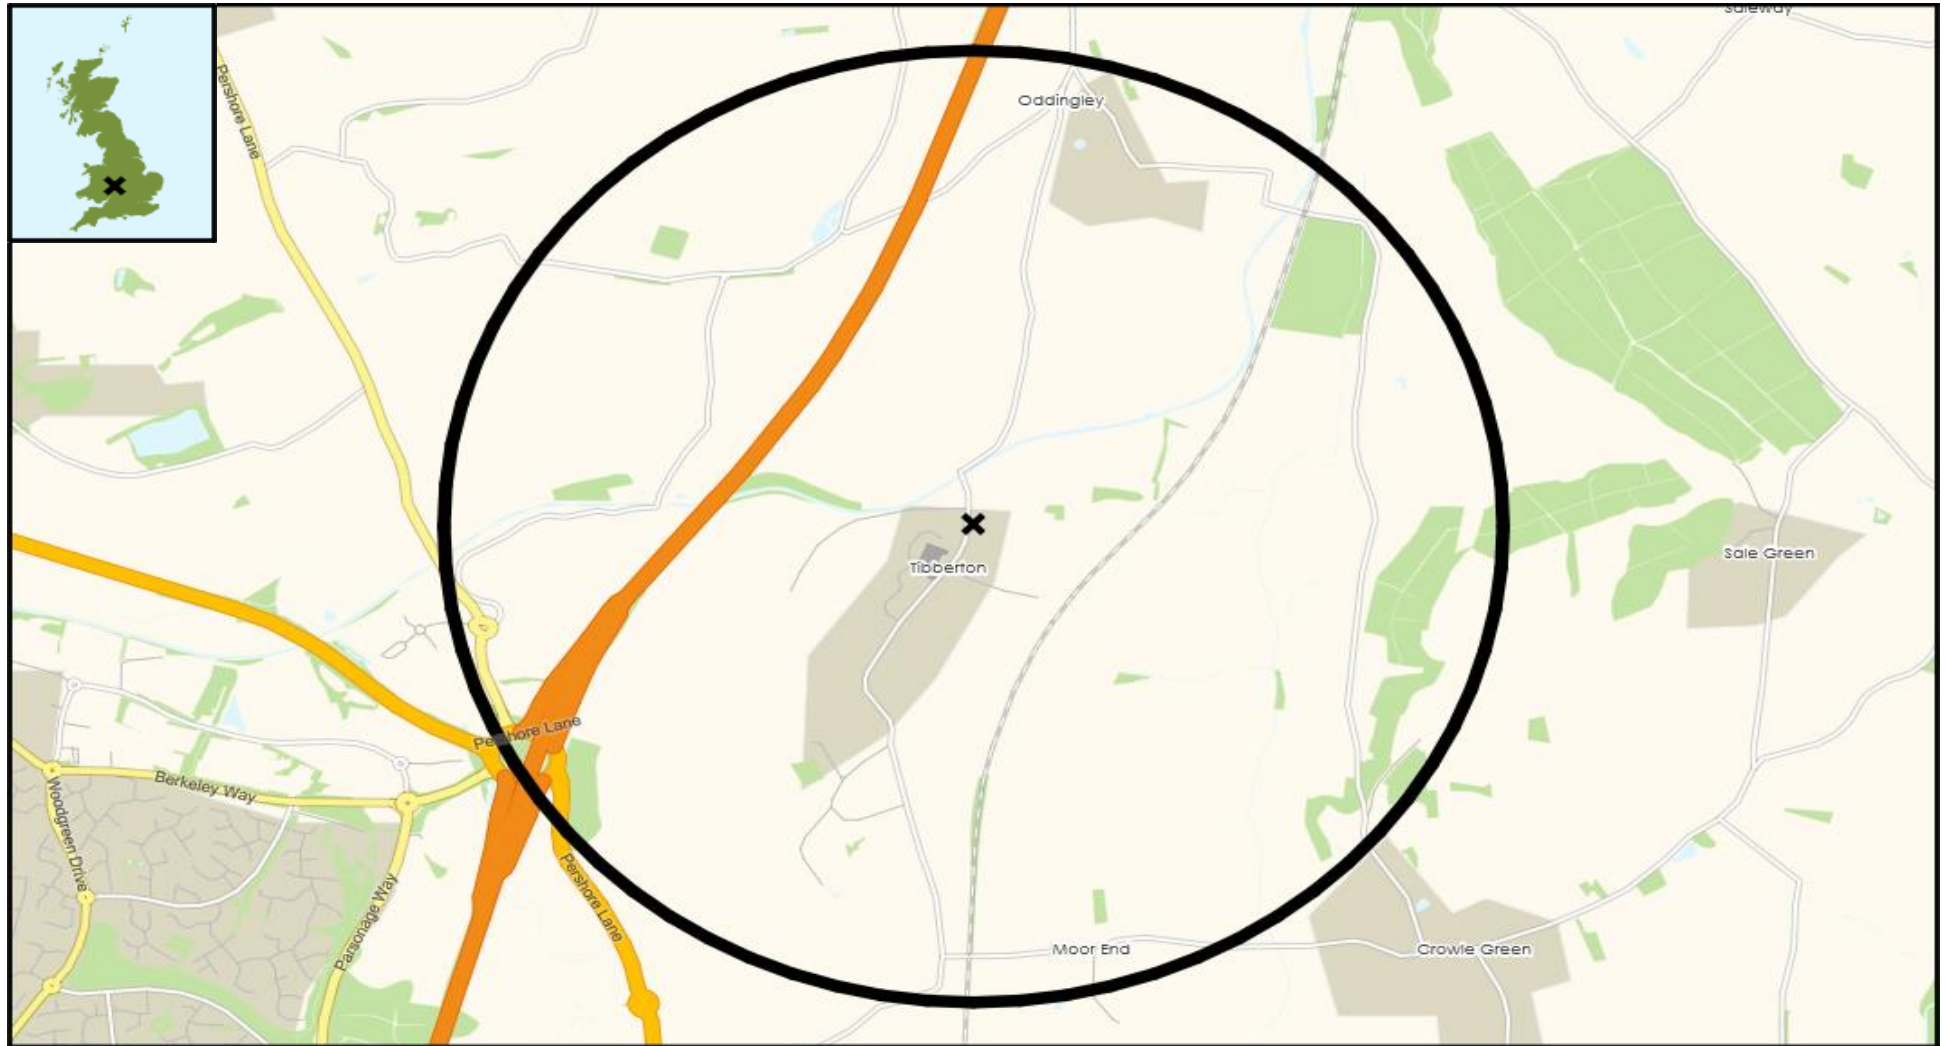 Saleway
Pershore Lane
Oddingley
Sale Green
Tibberton
Pershore Lane
Berkeley Way
Woodgreen Drive
Parsonage Way
Pershore Lane
Moor End
Crowle Green